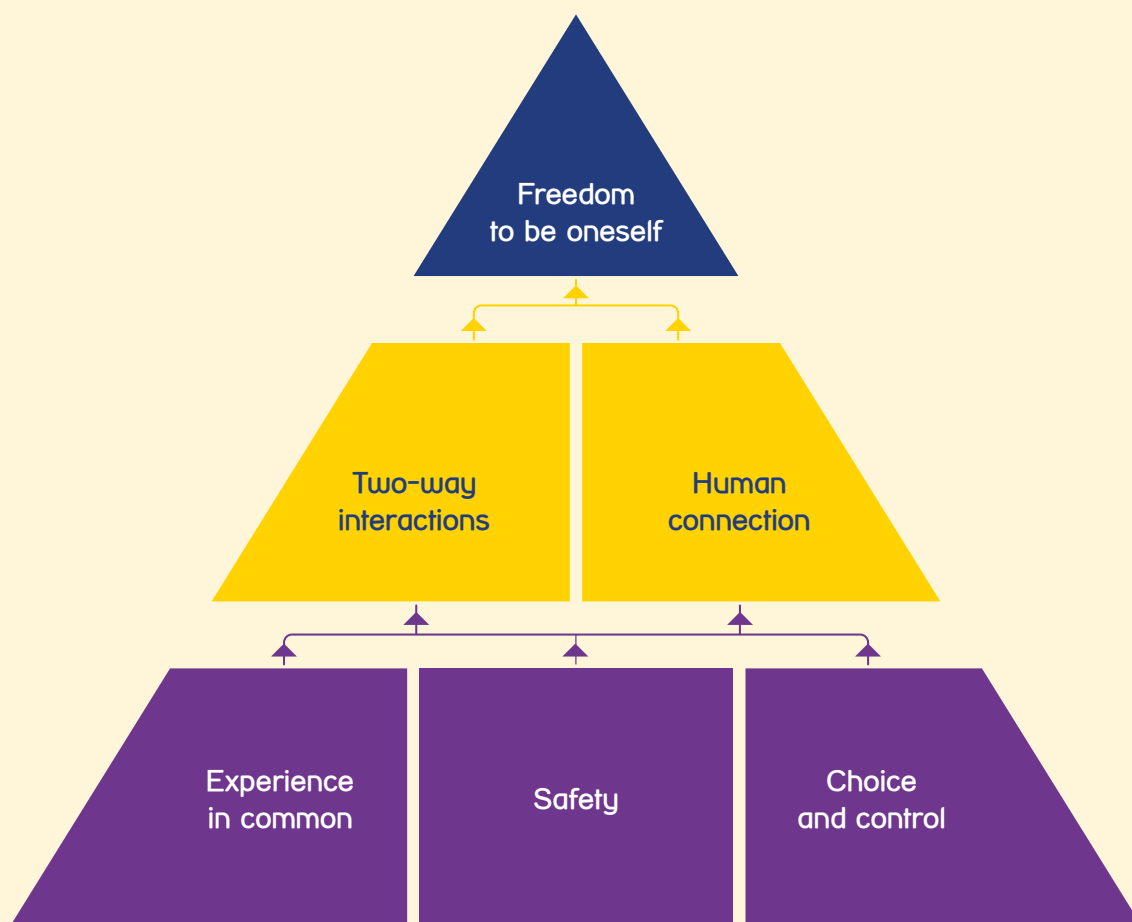 Freedom
to be oneself
Two-way
interactions
Human
connection
Experience
in common
Safety
Choice
and control